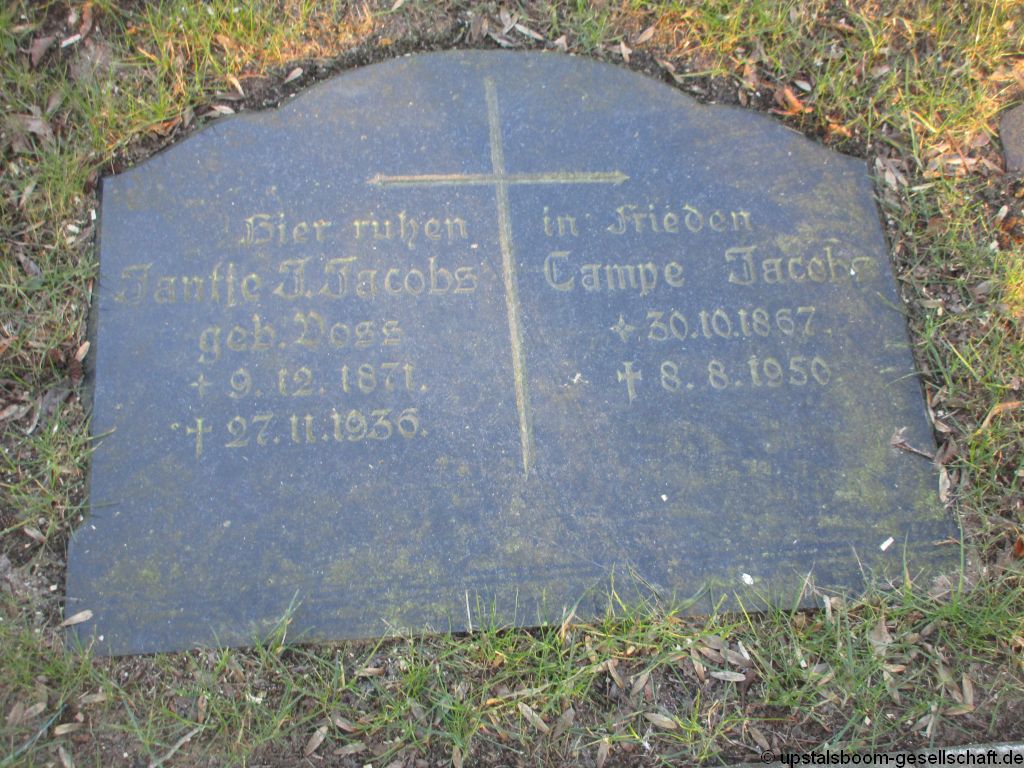 Hier ruhen in Frieden
Jantje J. Jacobs
geb. Voss
9.12.1871.
† 27.11.1936.
Campe Jacobs
30.10.1867.
† 8.8.1950.
© upstalsboom-gesellschaft.de